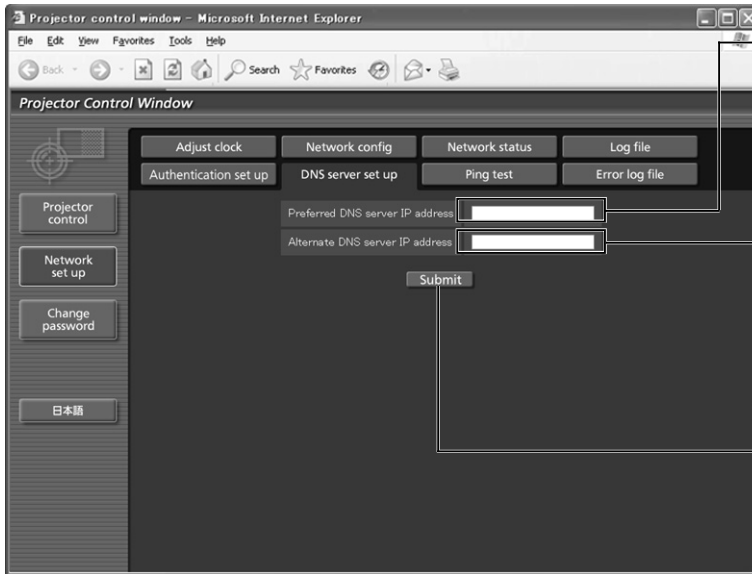 Projector control window - Microsoft Internet Explorer
File Edit View Favorites Tools Help
Back Search Favorites
Projector Control Window
Adjust clock Network config Network status Log file
Authentication set up DNS server set up Ping test Error log file
Projector
control
Preferred DNS server IP address
Alternate DNS server IP address
Network
set up
Submit
Change
password
日本語